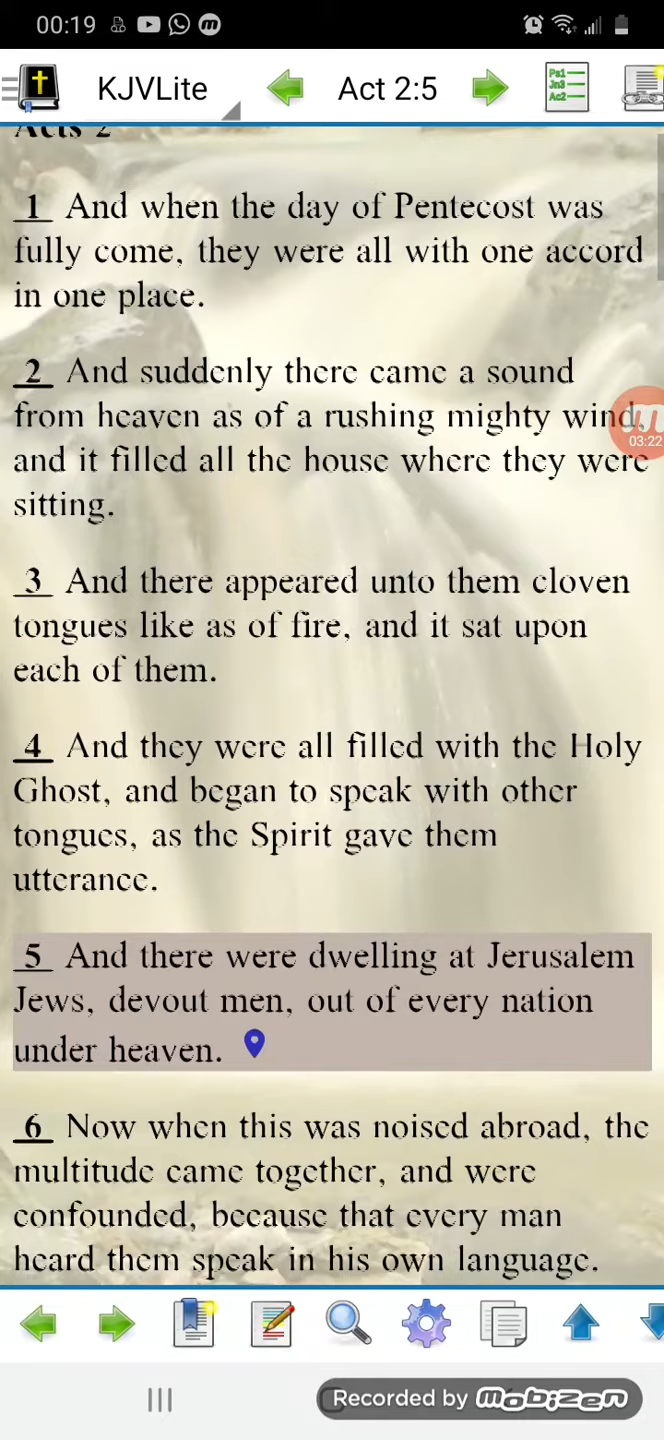 00:19
KJVLite
Act 2:5
Ps1
Jn3
Ac2
Acts 2
1 And when the day of Pentecost was
fully come, they were all with one accord
in one place.
2 And suddenly there came a sound
from heaven as of a rushing mighty wind,
03:22
and it filled all the house where they were
sitting.
3 And there appeared unto them cloven
tongues like as of fire, and it sat upon
each of them.
4 And they were all filled with the Holy
Ghost, and began to speak with other
tongues, as the Spirit gave them
utterance.
5 And there were dwelling at Jerusalem
Jews, devout men, out of every nation
under heaven.
6 Now when this was noised abroad, the
multitude came together, and were
confounded, because that every man
heard them speak in his own language.
Recorded by mobizen